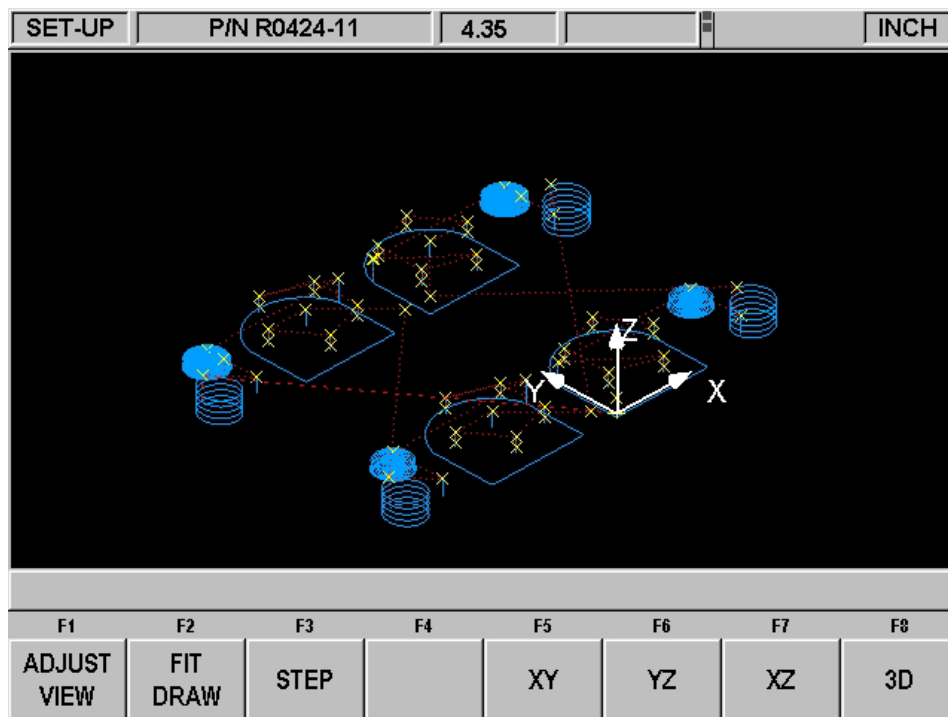 SET-UP P/N R0424-11 4.35 INCH
Z
Y X
F1 F2 F3 F4 F5 F6 F7 F8
ADJUST VIEW FIT DRAW STEP XY YZ XZ 3D